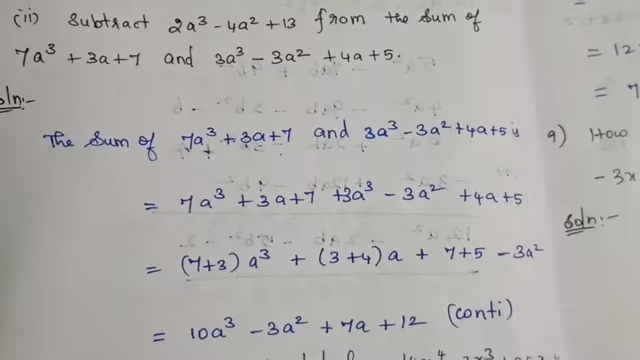 (ii) Subtract 2a³ - 4a² + 13 from the sum of
7a³ + 3a + 7 and 3a³ - 3a² + 4a + 5.
oln:-
The Sum of 7a³ + 3a + 7 and 3a³ - 3a² + 4a + 5 is
= 7a³ + 3a + 7 + 3a³ - 3a² + 4a + 5
= (7+3) a³ + (3+4) a + 7 + 5 - 3a²
= 10a³ - 3a² + 7a + 12 (conti)
= 12
= 7
9) How
- 3x
Soln:-